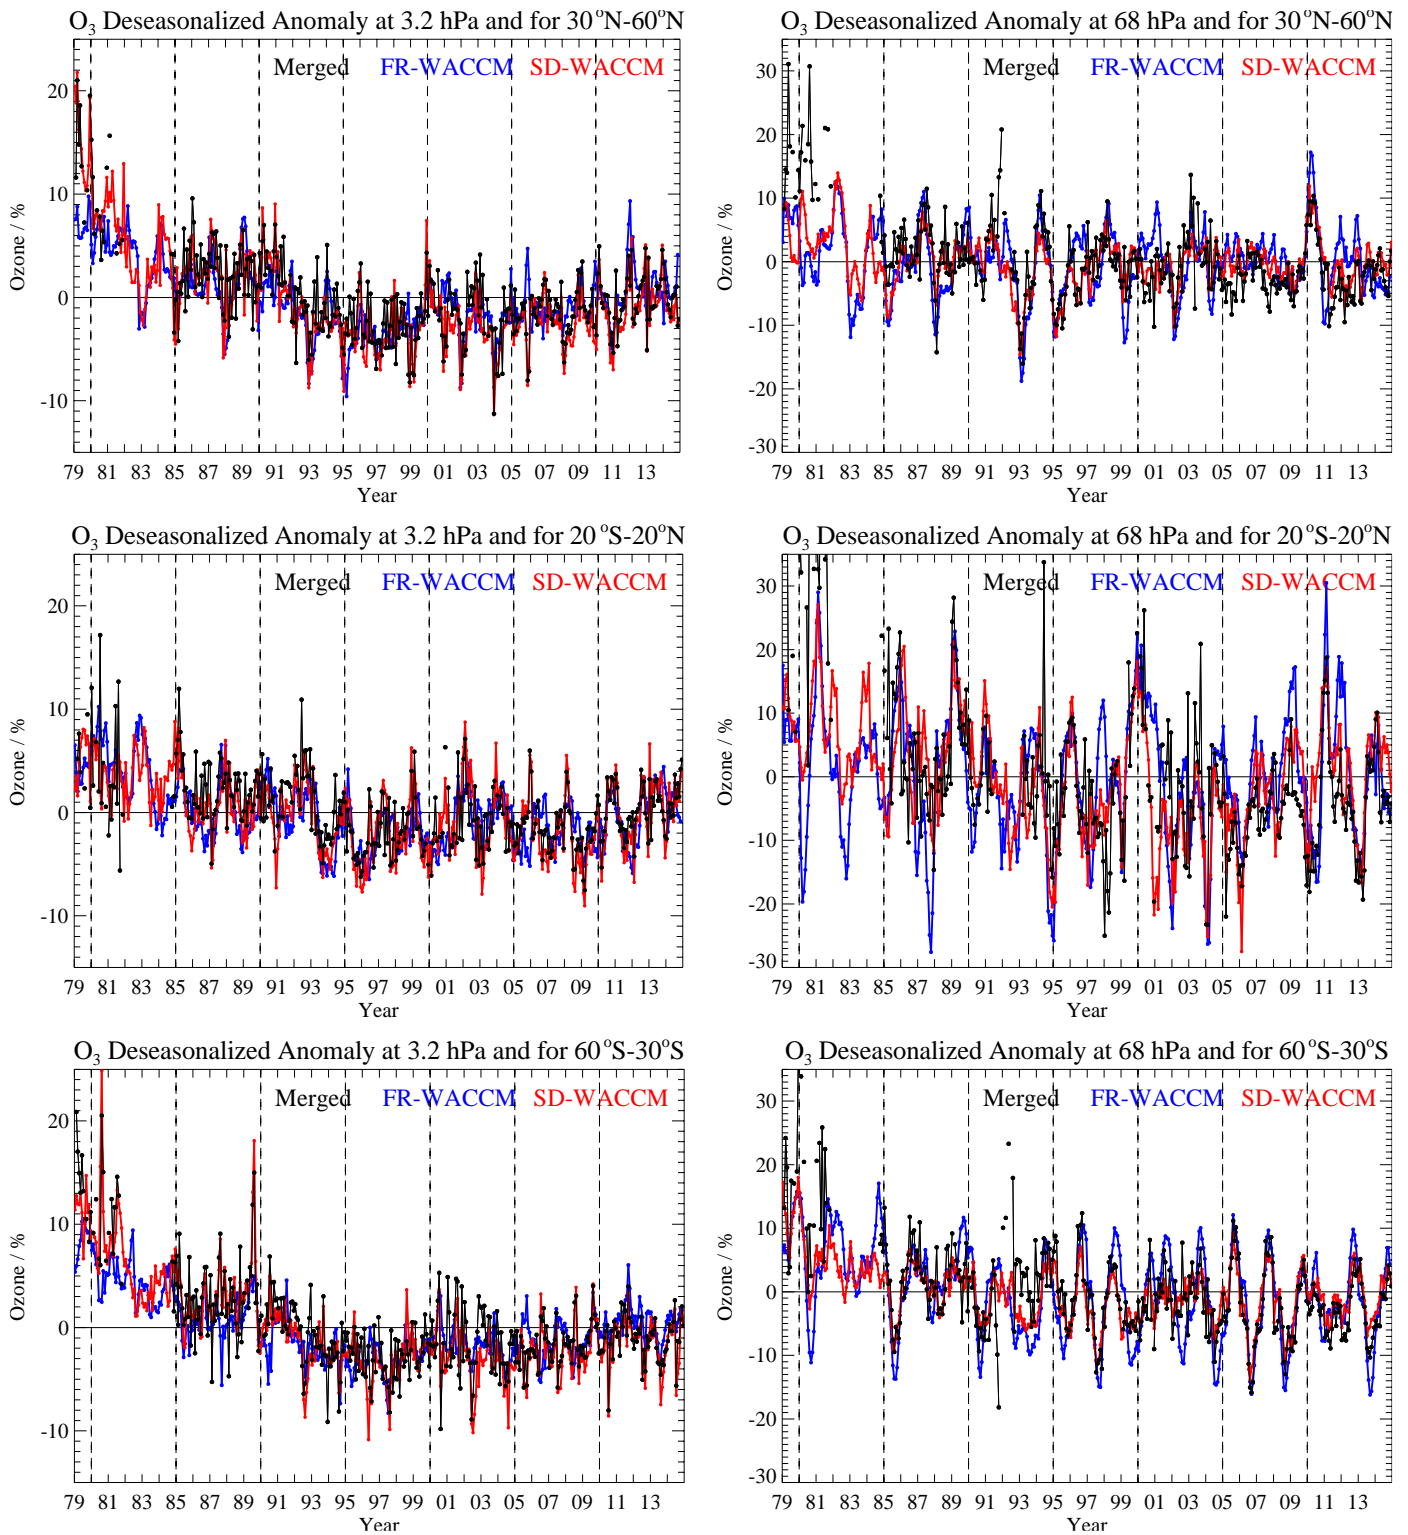 O₃ Deseasonalized Anomaly at 3.2 hPa and for 30°N-60°N
Merged FR-WACCM SD-WACCM
20
10
0
-10
Ozone / %
79 81 83 85 87 89 91 93 95 97 99 01 03 05 07 09 11 13
Year
O₃ Deseasonalized Anomaly at 68 hPa and for 30°N-60°N
Merged FR-WACCM SD-WACCM
30
20
10
0
-10
-20
-30
Ozone / %
79 81 83 85 87 89 91 93 95 97 99 01 03 05 07 09 11 13
Year
O₃ Deseasonalized Anomaly at 3.2 hPa and for 20°S-20°N
Merged FR-WACCM SD-WACCM
20
10
0
-10
Ozone / %
79 81 83 85 87 89 91 93 95 97 99 01 03 05 07 09 11 13
Year
O₃ Deseasonalized Anomaly at 68 hPa and for 20°S-20°N
Merged FR-WACCM SD-WACCM
30
20
10
0
-10
-20
-30
Ozone / %
79 81 83 85 87 89 91 93 95 97 99 01 03 05 07 09 11 13
Year
O₃ Deseasonalized Anomaly at 3.2 hPa and for 60°S-30°S
Merged FR-WACCM SD-WACCM
20
10
0
-10
Ozone / %
79 81 83 85 87 89 91 93 95 97 99 01 03 05 07 09 11 13
Year
O₃ Deseasonalized Anomaly at 68 hPa and for 60°S-30°S
Merged FR-WACCM SD-WACCM
30
20
10
0
-10
-20
-30
Ozone / %
79 81 83 85 87 89 91 93 95 97 99 01 03 05 07 09 11 13
Year